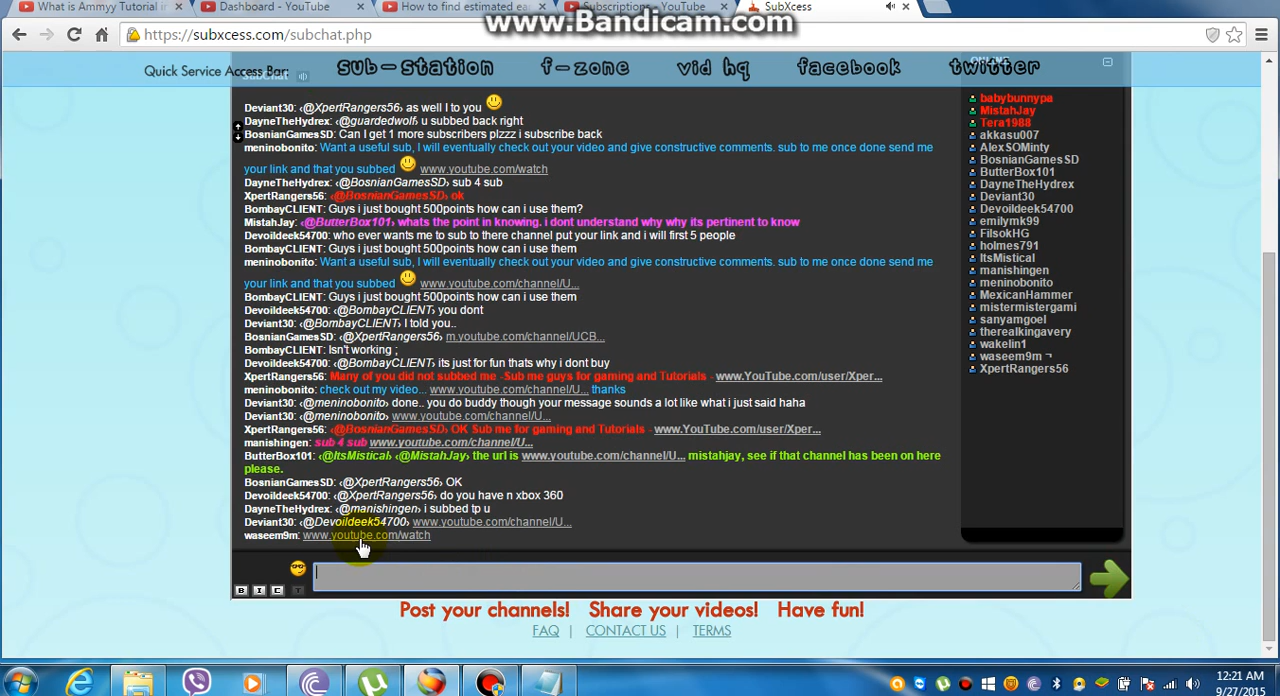 What is Ammyy Tutorial in
Dashboard - YouTube
How to find estimated ea
Subscriptions - YouTube
SubXcess
www.Bandicam.com
https://subxcess.com/subchat.php
Quick Service Access Bar: sub-station f-zone vid hq facebook twitter
SubChat
Deviant30: ‹@XpertRangers56› as well I to you
DayneTheHydrex: ‹@guardedwolf› u subbed back right
BosnianGamesSD: Can I get 1 more subscribers plzzz i subscribe back
meninobonito: Want a useful sub, I will eventually check out your video and give constructive comments. sub to me once done send me
your link and that you subbed www.youtube.com/watch
DayneTheHydrex: ‹@BosnianGamesSD› sub 4 sub
XpertRangers56: ‹@BosnianGamesSD› ok
BombayCLIENT: Guys i just bought 500points how can i use them?
MistahJay: ‹@ButterBox101› whats the point in knowing. i dont understand why why its pertinent to know
Devoildeek54700: who ever wants me to sub to there channel put your link and i will first 5 people
BombayCLIENT: Guys i just bought 500points how can i use them
meninobonito: Want a useful sub, I will eventually check out your video and give constructive comments. sub to me once done send me
your link and that you subbed www.youtube.com/channel/U...
BombayCLIENT: Guys i just bought 500points how can i use them
Devoildeek54700: ‹@BombayCLIENT› you dont
Deviant30: ‹@BombayCLIENT› I told you..
BosnianGamesSD: ‹@XpertRangers56› m.youtube.com/channel/UCB...
BombayCLIENT: Isn't working ;
Devoildeek54700: ‹@BombayCLIENT› its just for fun thats why i dont buy
XpertRangers56: Many of you did not subbed me -Sub me guys for gaming and Tutorials - www.YouTube.com/user/Xper...
meninobonito: check out my video... www.youtube.com/channel/U... thanks
Deviant30: ‹@meninobonito› done.. you do buddy though your message sounds a lot like what i just said haha
Deviant30: ‹@meninobonito› www.youtube.com/channel/U...
XpertRangers56: ‹@BosnianGamesSD› OK Sub me for gaming and Tutorials - www.YouTube.com/user/Xper...
manishingen: sub 4 sub www.youtube.com/channel/U...
ButterBox101: ‹@ItsMistical› ‹@MistahJay› the url is www.youtube.com/channel/U... mistahjay, see if that channel has been on here
please.
BosnianGamesSD: ‹@XpertRangers56› OK
Devoildeek54700: ‹@XpertRangers56› do you have n xbox 360
DayneTheHydrex: ‹@manishingen› i subbed tp u
Deviant30: ‹@Devoildeek54700› www.youtube.com/channel/U...
waseem9m: www.youtube.com/watch
babybunnypa
MistahJay
Tera1988
akkasu007
AlexSOMinty
BosnianGamesSD
ButterBox101
DayneTheHydrex
Deviant30
Devoildeek54700
emilymk99
FilsokHG
holmes791
ItsMistical
manishingen
meninobonito
MexicanHammer
mistermistergami
sanyamgoel
therealkingavery
wakelin1
waseem9m ¬
XpertRangers56
B I C T
Post your channels! Share your videos! Have fun!
FAQ | CONTACT US | TERMS
12:21 AM
9/27/2015